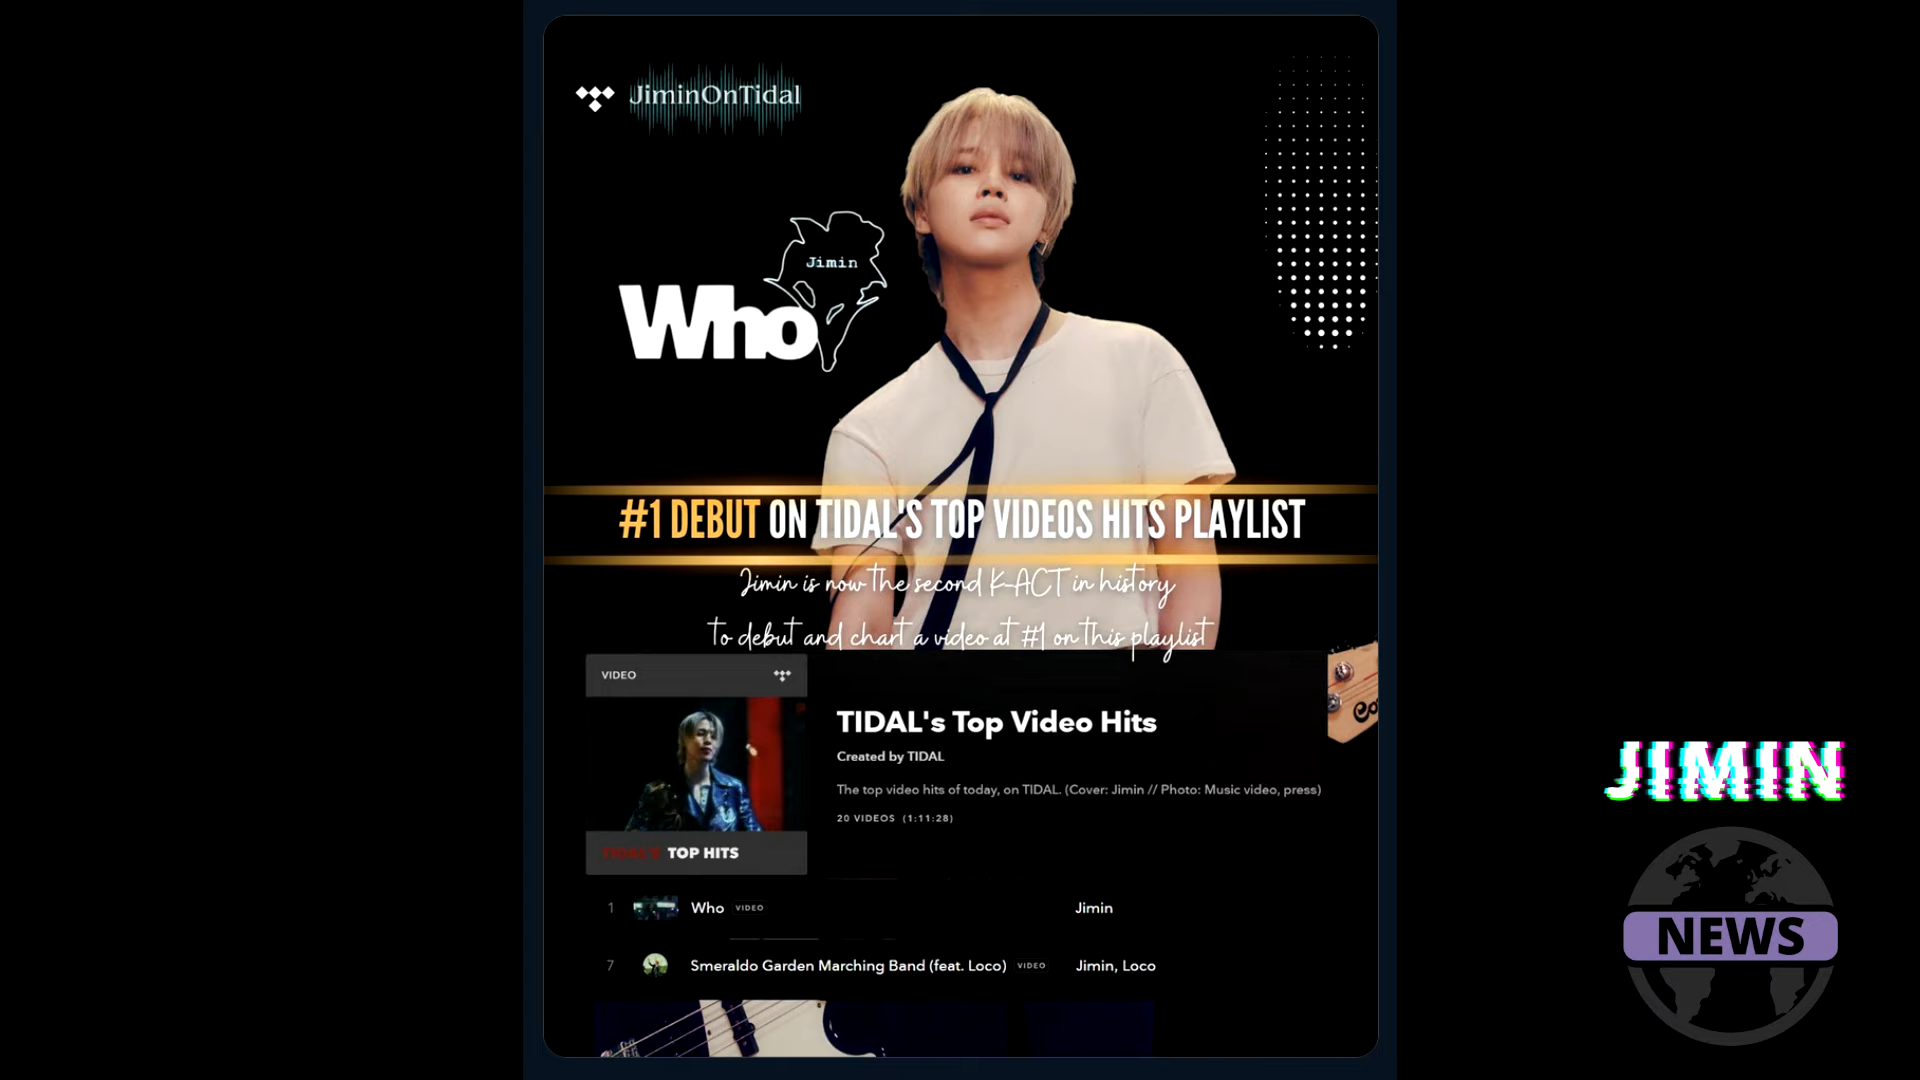 JiminOnTidal
Jimin
Who
#1 DEBUT ON TIDAL'S TOP VIDEOS HITS PLAYLIST
Jimin is now the second K-ACT in history
to debut and chart a video at #1 on this playlist
VIDEO
TIDAL'S TOP HITS
TIDAL's Top Video Hits
Created by TIDAL
The top video hits of today, on TIDAL. (Cover: Jimin // Photo: Music video, press)
20 VIDEOS (1:11:28)
1 Who VIDEO Jimin
7 Smeraldo Garden Marching Band (feat. Loco) VIDEO Jimin, Loco
JIMIN
NEWS